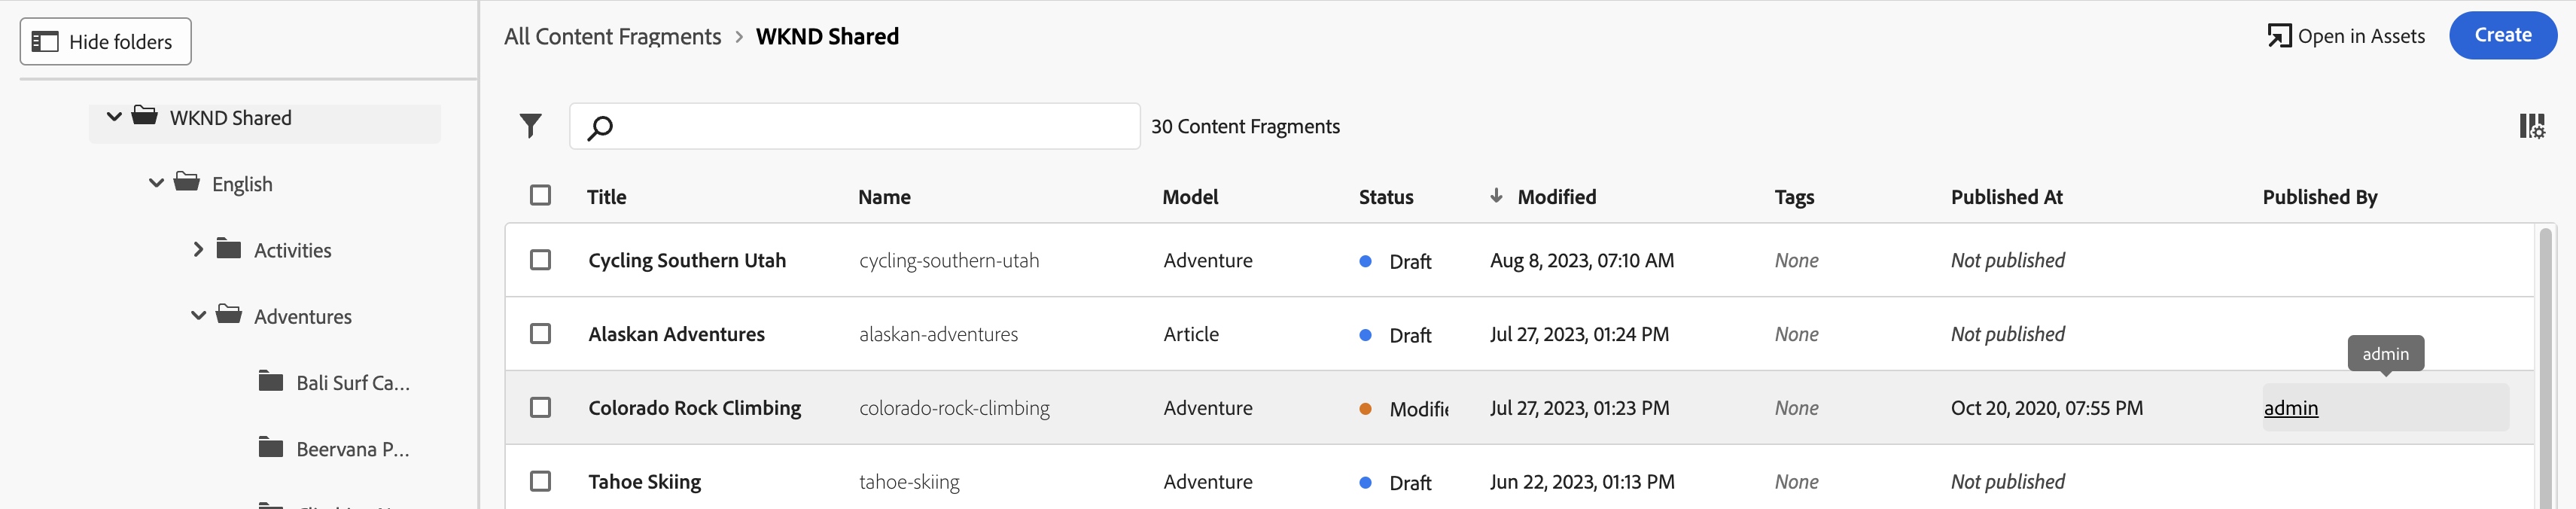 Hide folders
WKND Shared
English
Activities
Adventures
Bali Surf Ca...
Beervana P...
All Content Fragments > WKND Shared
Open in Assets
Create
30 Content Fragments
Title Name Model Status Modified Tags Published At Published By
Cycling Southern Utah cycling-southern-utah Adventure Draft Aug 8, 2023, 07:10 AM None Not published
Alaskan Adventures alaskan-adventures Article Draft Jul 27, 2023, 01:24 PM None Not published
admin
Colorado Rock Climbing colorado-rock-climbing Adventure Modifi Jul 27, 2023, 01:23 PM None Oct 20, 2020, 07:55 PM admin
Tahoe Skiing tahoe-skiing Adventure Draft Jun 22, 2023, 01:13 PM None Not published